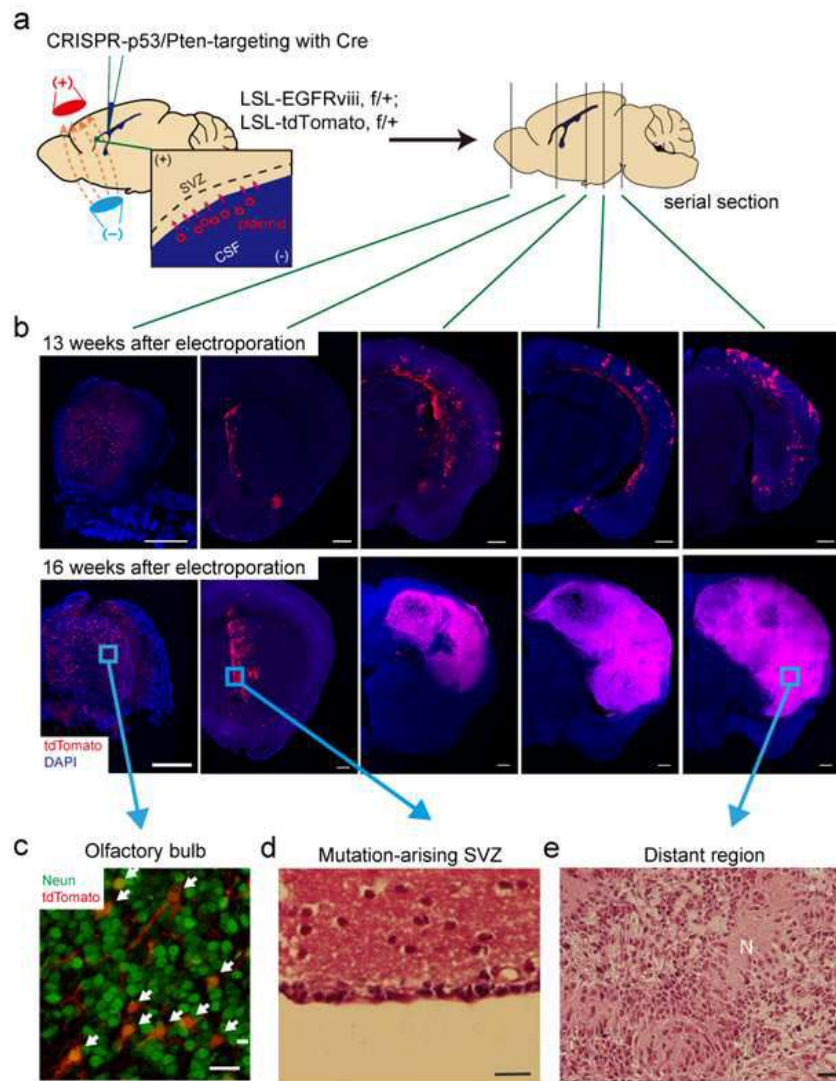 a
CRISPR-p53/Pten-targeting with Cre
(+)
(−)
LSL-EGFRviii, f/+;
LSL-tdTomato, f/+
(+)
SVZ
plasmid
CSF
(-)
serial section
b
13 weeks after electroporation
16 weeks after electroporation
tdTomato
DAPI
c
Olfactory bulb
Neun
tdTomato
d
Mutation-arising SVZ
e
Distant region
N